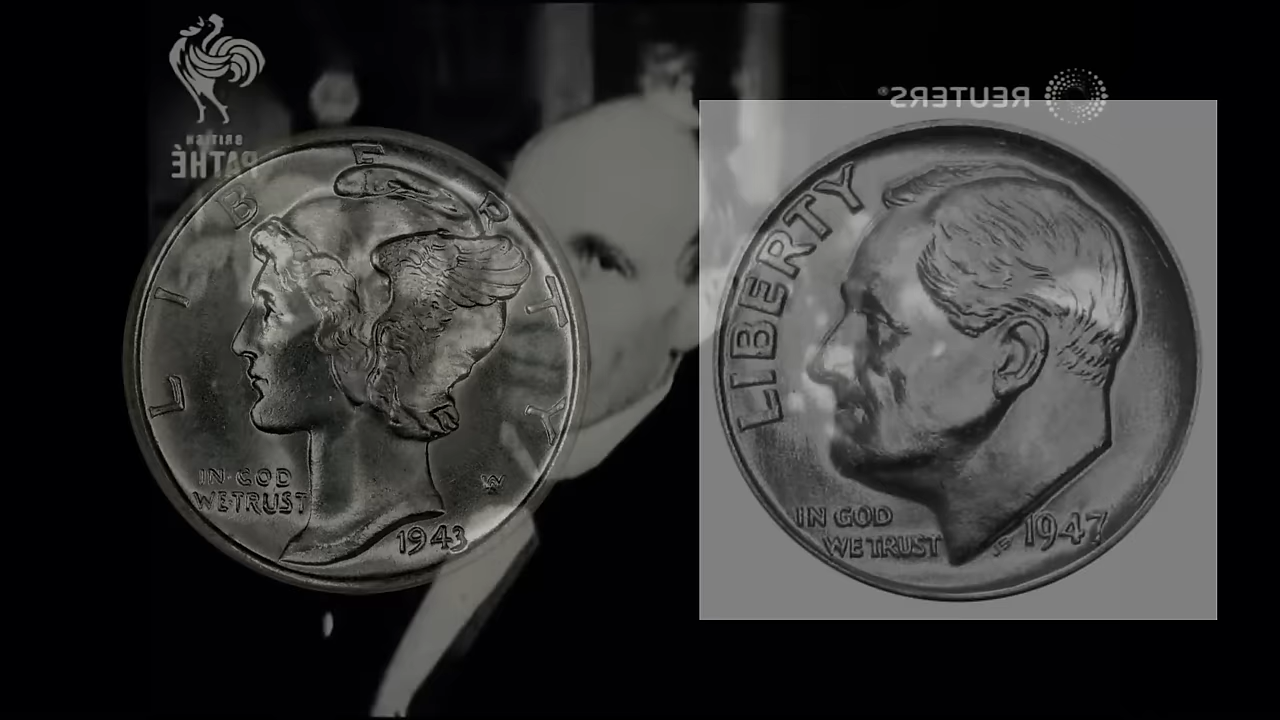 BRITISH
PATHÉ
REUTERS
LIBERTY
IN GOD
WE TRUST
1943
LIBERTY
IN GOD
WE TRUST
JS
1947